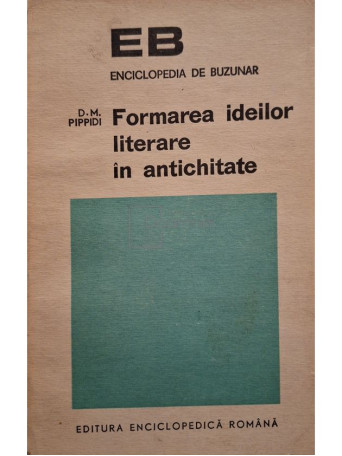 EB
ENCICLOPEDIA DE BUZUNAR
D.M.
PIPPIDI
Formarea ideilor
literare
în antichitate
EDITURA ENCICLOPEDICĂ ROMÂNĂ